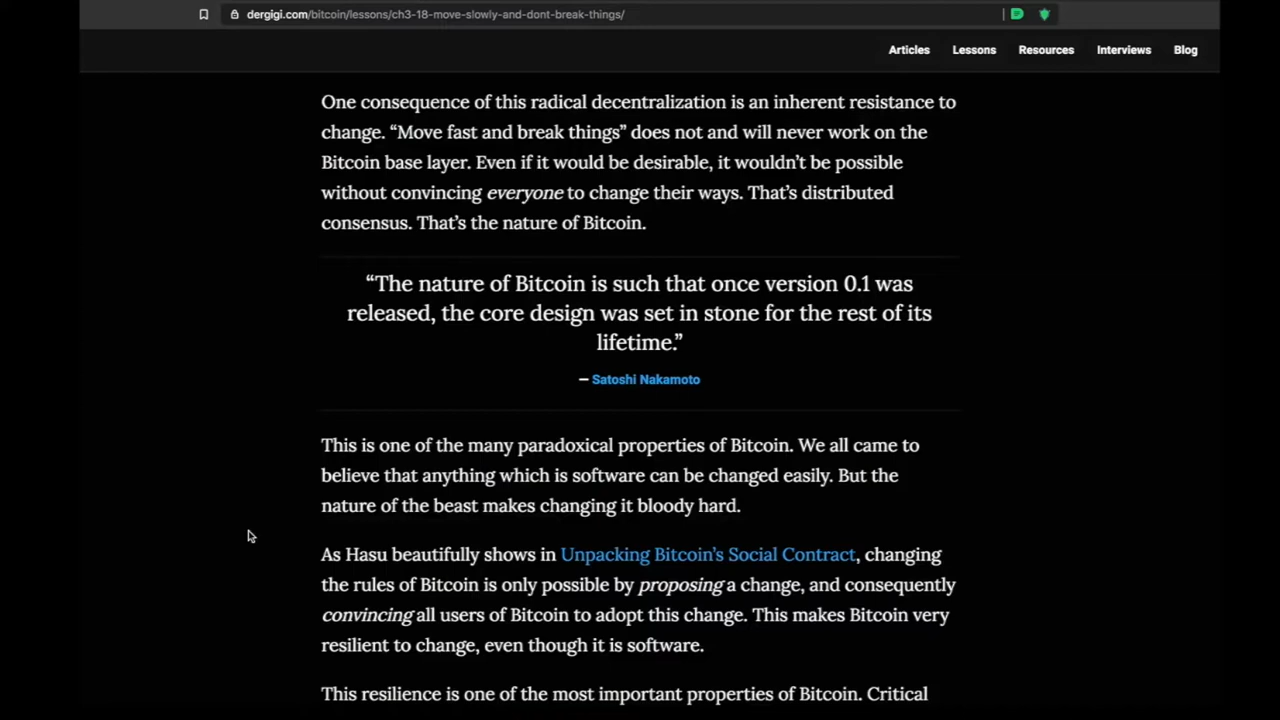 dergigi.com/bitcoin/lessons/ch3-18-move-slowly-and-dont-break-things/
Articles Lessons Resources Interviews Blog
One consequence of this radical decentralization is an inherent resistance to
change. “Move fast and break things” does not and will never work on the
Bitcoin base layer. Even if it would be desirable, it wouldn’t be possible
without convincing everyone to change their ways. That’s distributed
consensus. That’s the nature of Bitcoin.
“The nature of Bitcoin is such that once version 0.1 was
released, the core design was set in stone for the rest of its
lifetime.”
— Satoshi Nakamoto
This is one of the many paradoxical properties of Bitcoin. We all came to
believe that anything which is software can be changed easily. But the
nature of the beast makes changing it bloody hard.
As Hasu beautifully shows in Unpacking Bitcoin’s Social Contract, changing
the rules of Bitcoin is only possible by proposing a change, and consequently
convincing all users of Bitcoin to adopt this change. This makes Bitcoin very
resilient to change, even though it is software.
This resilience is one of the most important properties of Bitcoin. Critical